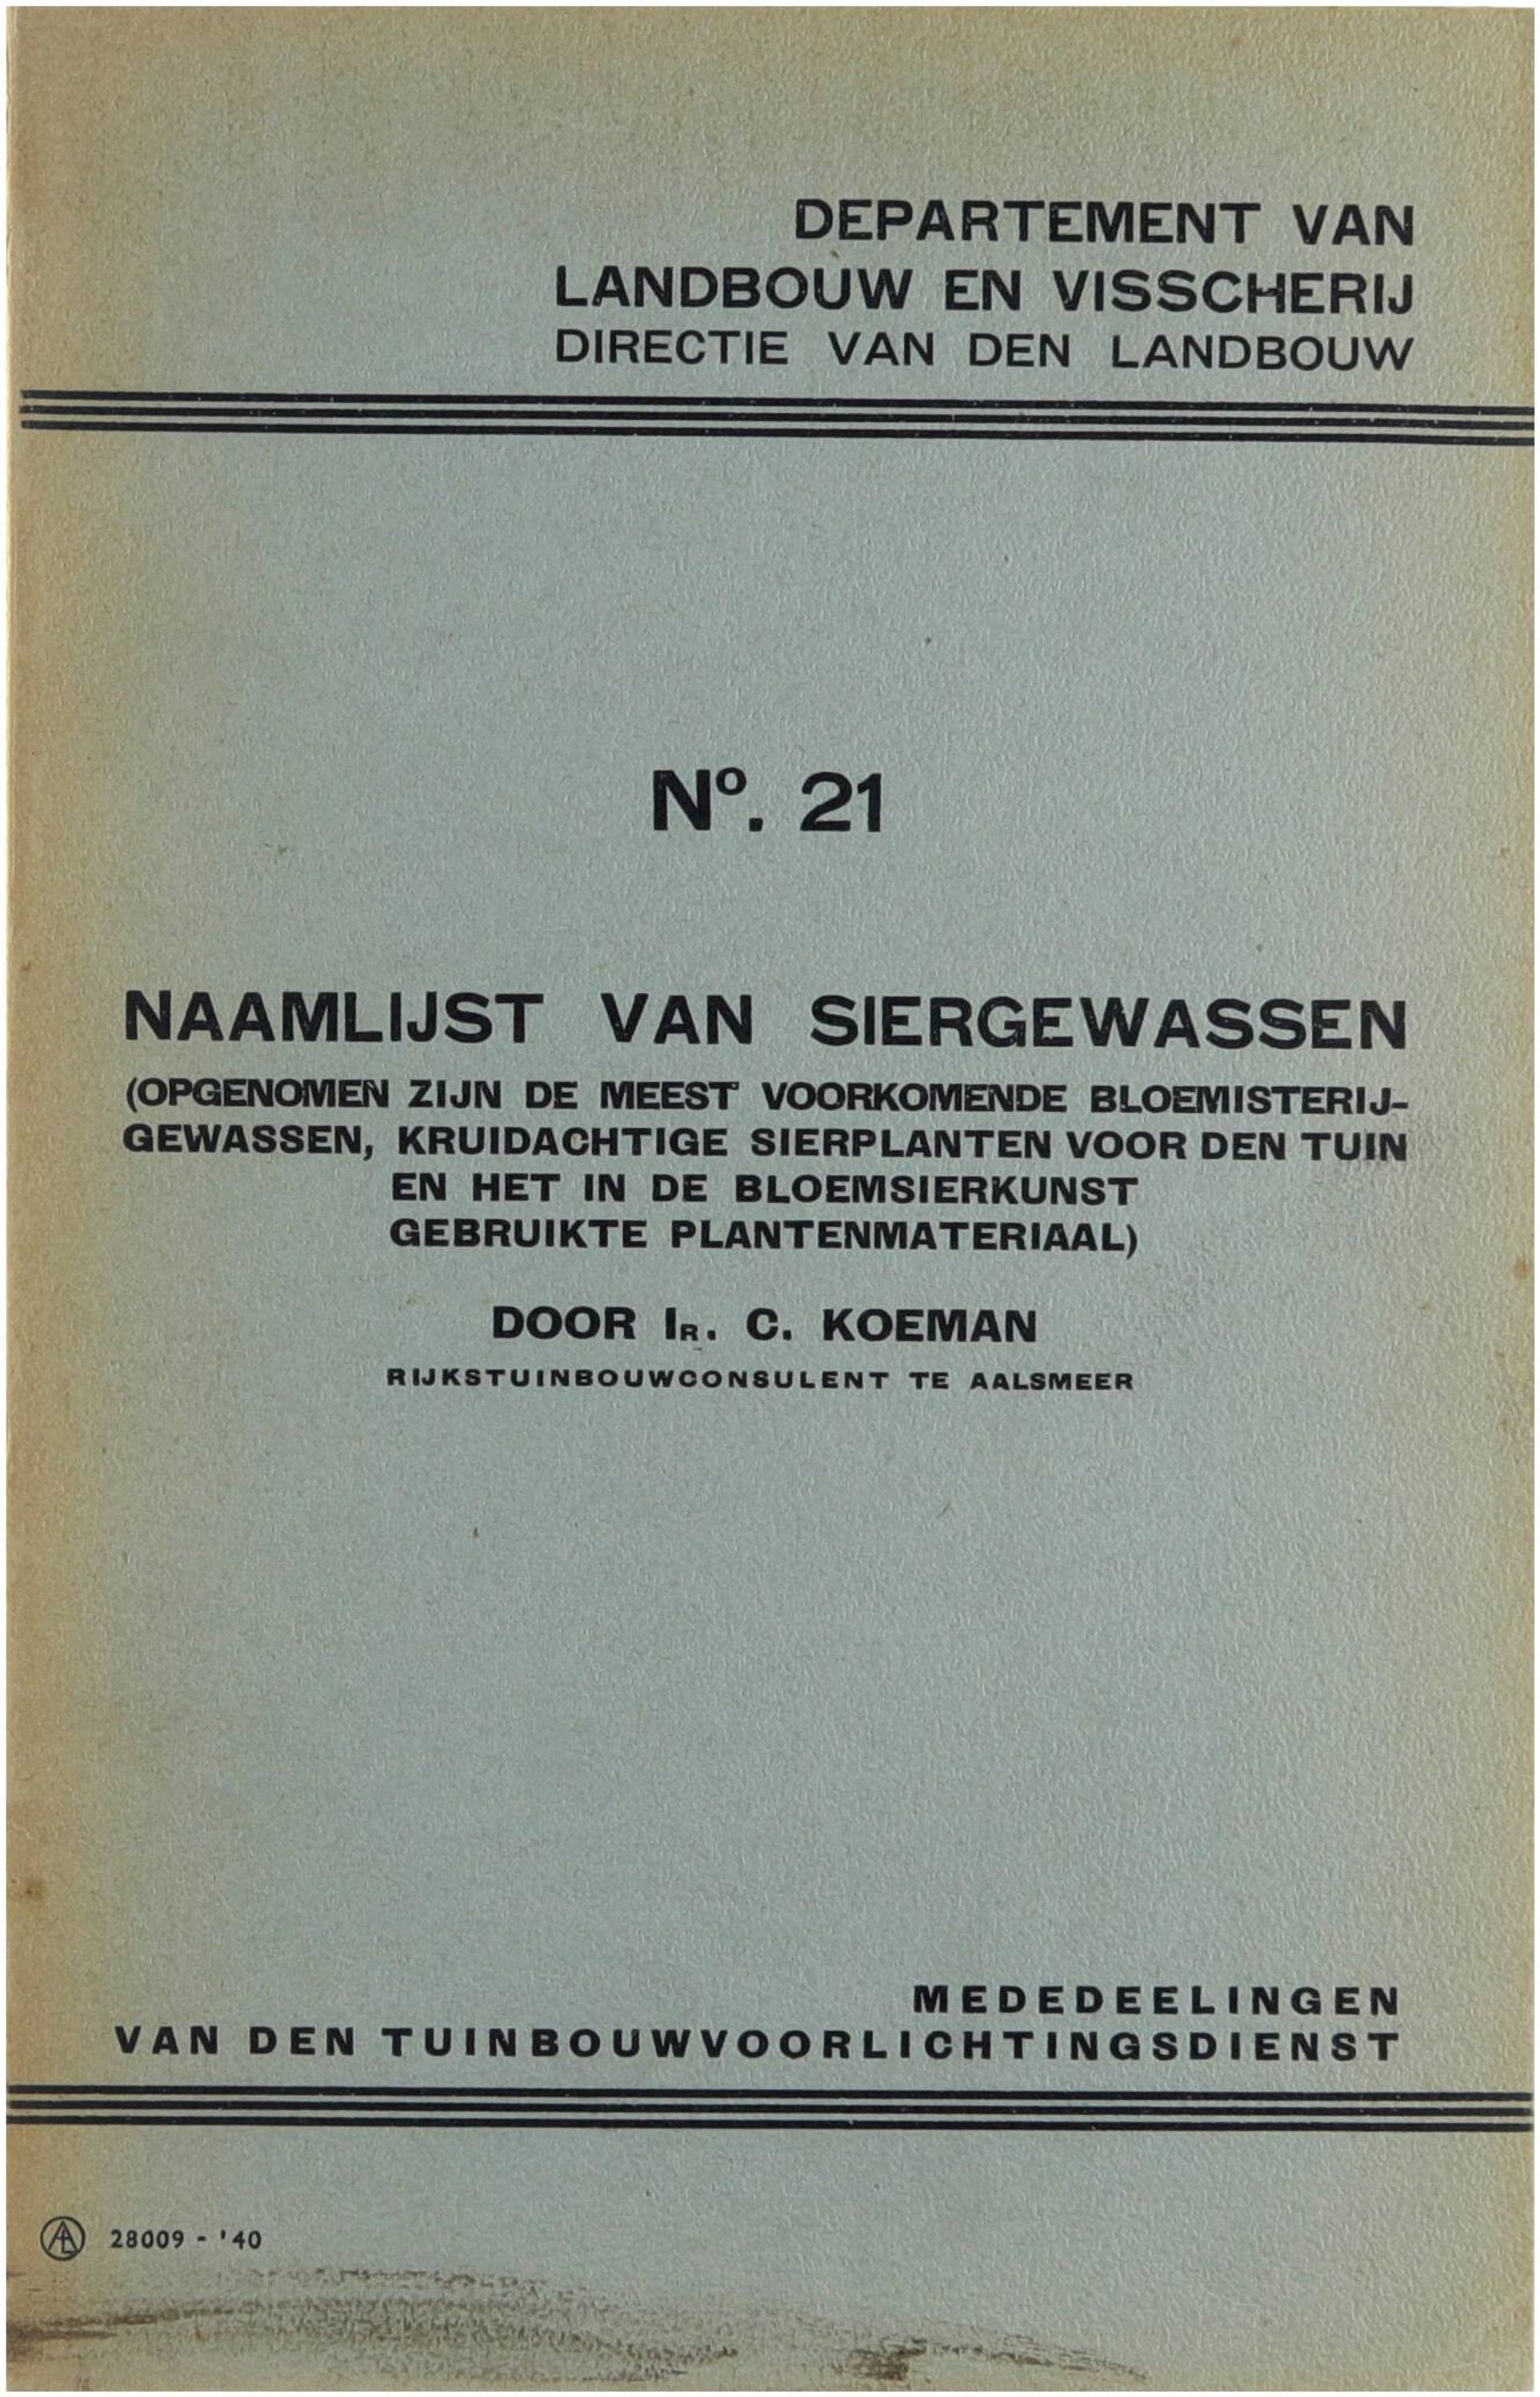 DEPARTEMENT VAN
LANDBOUW EN VISSCHERIJ
DIRECTIE VAN DEN LANDBOUW
Nº. 21
NAAMLIJST VAN SIERGEWASSEN
(OPGENOMEN ZIJN DE MEEST VOORKOMENDE BLOEMISTERIJ-
GEWASSEN, KRUIDACHTIGE SIERPLANTEN VOOR DEN TUIN
EN HET IN DE BLOEMSIERKUNST
GEBRUIKTE PLANTENMATERIAAL)
DOOR IR. C. KOEMAN
RIJKSTUINBOUWCONSULENT TE AALSMEER
MEDEDEELINGEN
VAN DEN TUINBOUWVOORLICHTINGSDIENST
28009 - '40